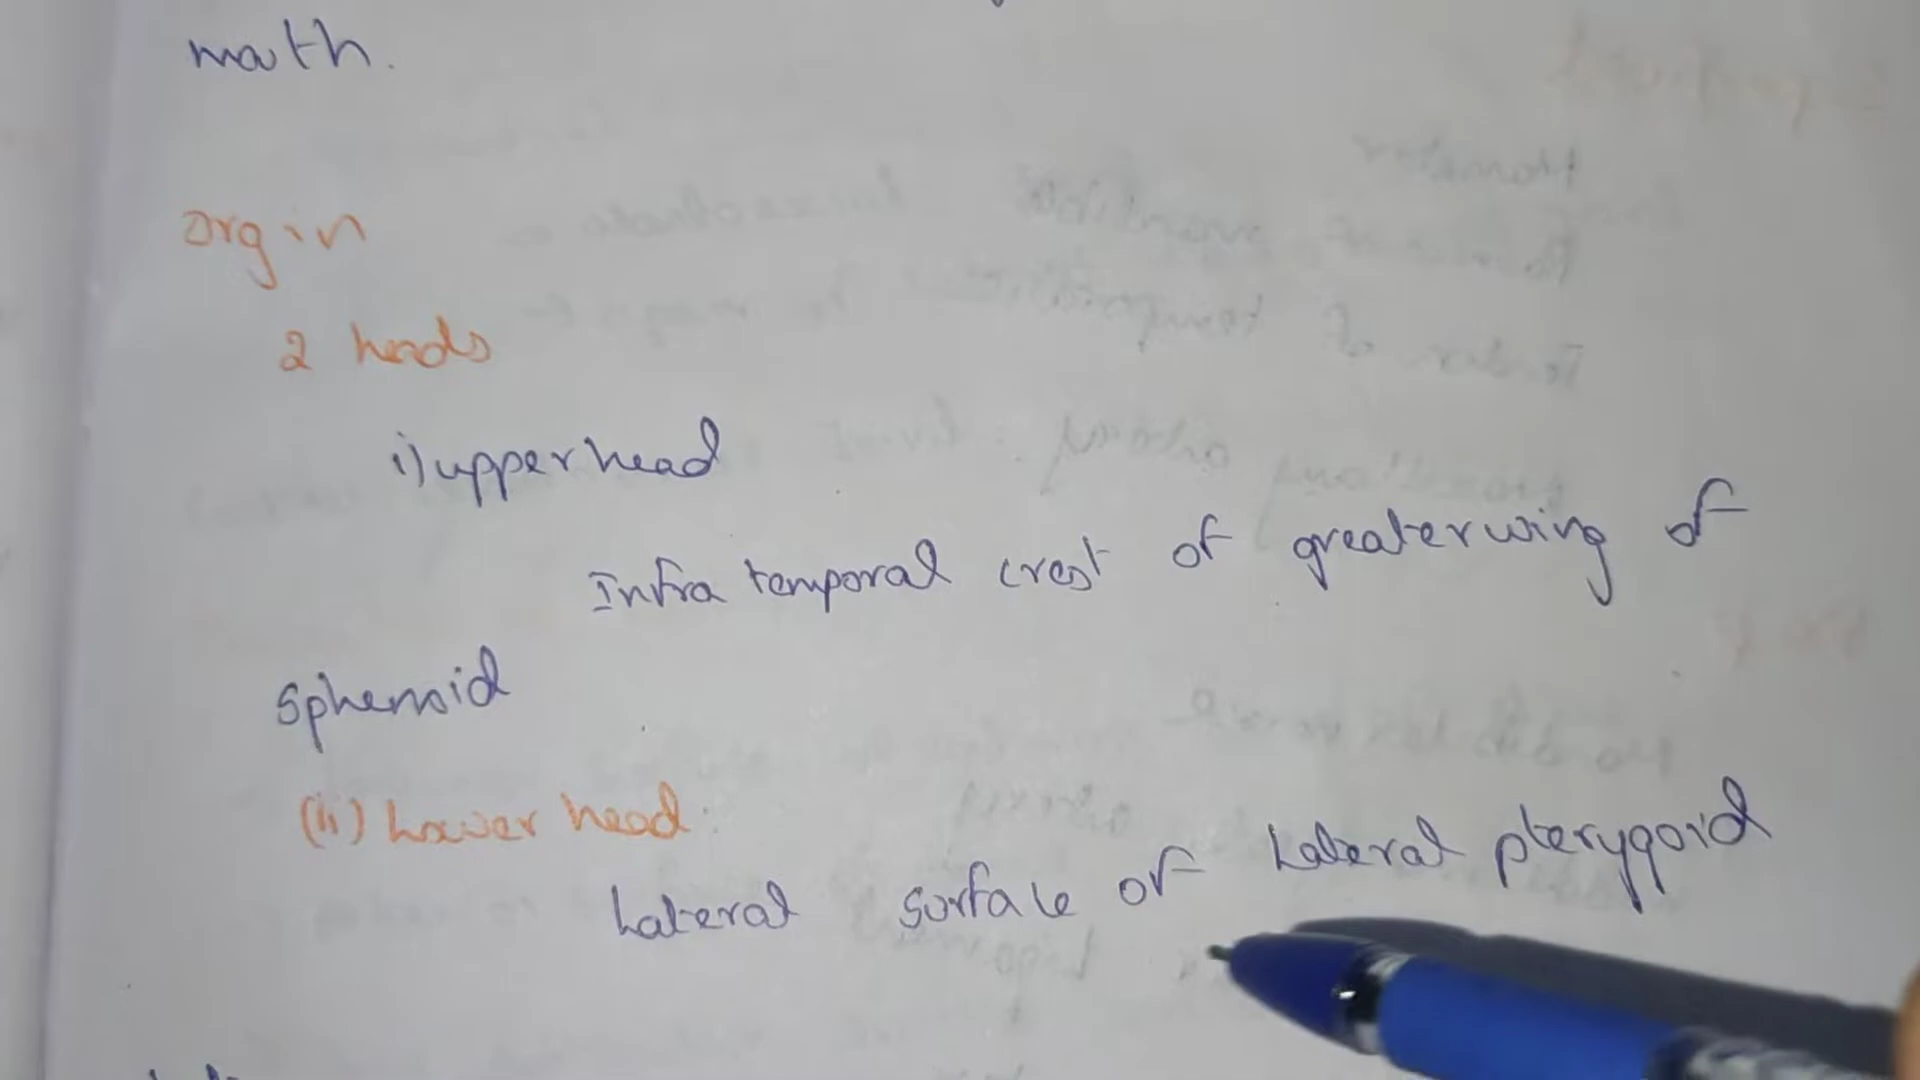 mouth.
Orgin
2 heads
i) upper head
Infra temporal crest of greater wing of
sphenoid
(ii) Lower head:
Lateral surface of Lateral pterygoid